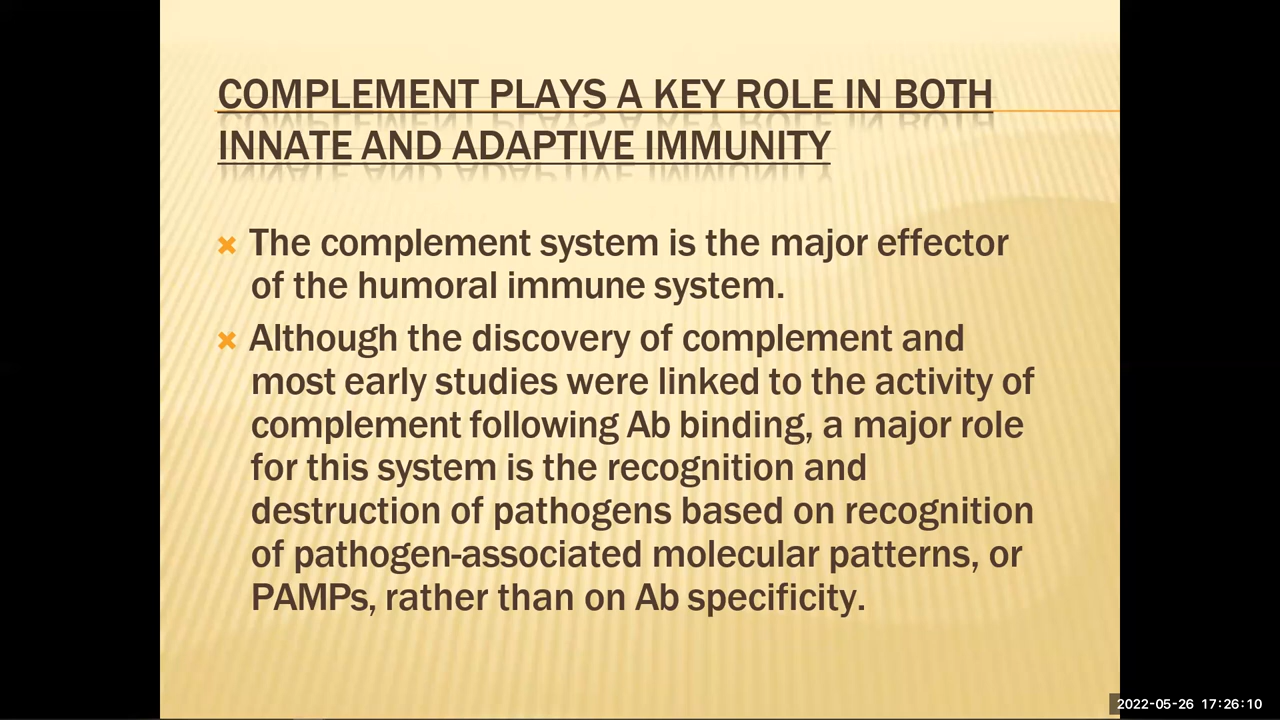 COMPLEMENT PLAYS A KEY ROLE IN BOTH
INNATE AND ADAPTIVE IMMUNITY
The complement system is the major effector
of the humoral immune system.
Although the discovery of complement and
most early studies were linked to the activity of
complement following Ab binding, a major role
for this system is the recognition and
destruction of pathogens based on recognition
of pathogen-associated molecular patterns, or
PAMPs, rather than on Ab specificity.
2022-05-26 17:26:10